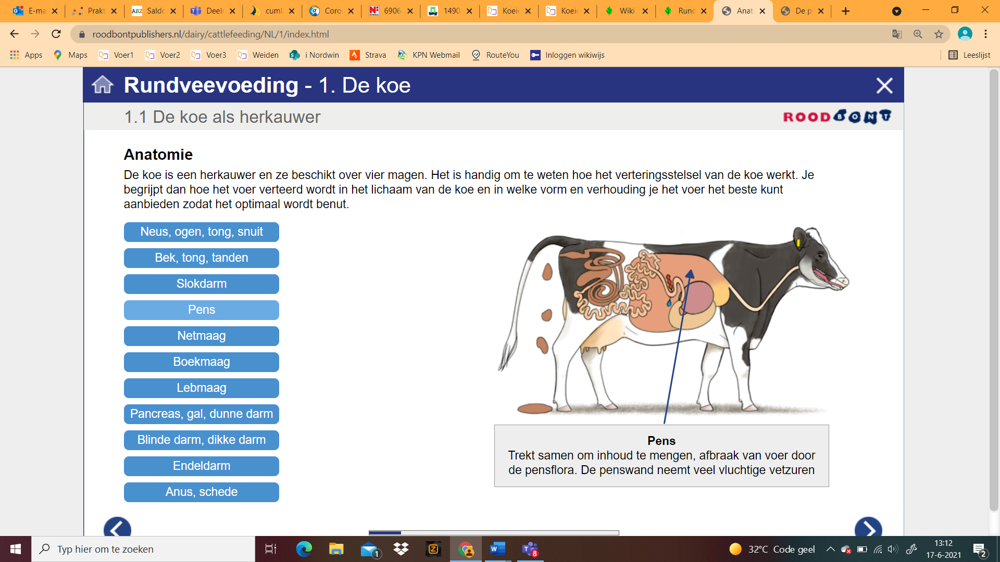 E-ma
Prakt
Saldo
Deelr
cuml
Coro
6906
1490
Koeie
Koeie
Wiki
Rund
Anat
De p
roodbontpublishers.nl/dairy/cattlefeeding/NL/1/index.html
Apps
Maps
Voer1
Voer2
Voer3
Weiden
i Nordwin
Strava
KPN Webmail
RouteYou
Inloggen wikiwijs
Leeslijst
Rundveevoeding - 1. De koe
1.1 De koe als herkauwer
ROODBONT
Anatomie
De koe is een herkauwer en ze beschikt over vier magen. Het is handig om te weten hoe het verteringsstelsel van de koe werkt. Je
begrijpt dan hoe het voer verteerd wordt in het lichaam van de koe en in welke vorm en verhouding je het voer het beste kunt
aanbieden zodat het optimaal wordt benut.
Neus, ogen, tong, snuit
Bek, tong, tanden
Slokdarm
Pens
Netmaag
Boekmaag
Lebmaag
Pancreas, gal, dunne darm
Blinde darm, dikke darm
Endeldarm
Anus, schede
Pens
Trekt samen om inhoud te mengen, afbraak van voer door
de pensflora. De penswand neemt veel vluchtige vetzuren
Typ hier om te zoeken
1
8
32°C Code geel
13:12
17-6-2021
2